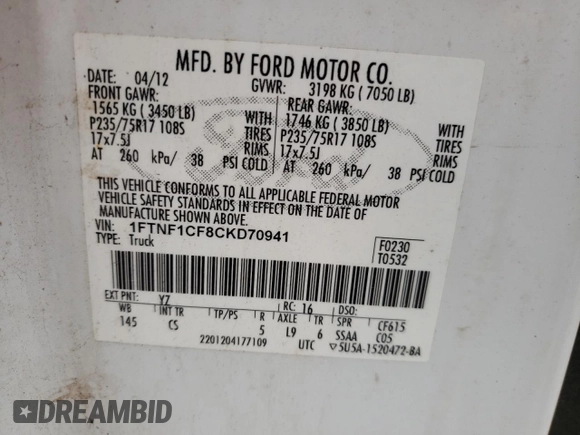 MFD. BY FORD MOTOR CO.
DATE: 04/12 GVWR: 3198 KG ( 7050 LB)
FRONT GAWR: REAR GAWR:
1565 KG ( 3450 LB) 1746 KG ( 3850 LB)
WITH WITH
P235/75R17 108S TIRES P235/75R17 108S TIRES
17x7.5J RIMS 17x7.5J RIMS
AT 260 kPa/ 38 PSI COLD AT 260 kPa/ 38 PSI COLD
THIS VEHICLE CONFORMS TO ALL APPLICABLE FEDERAL MOTOR
VEHICLE SAFETY STANDARDS IN EFFECT ON THE DATE OF
MANUFACTURE SHOWN ABOVE.
VIN: 1FTNF1CF8CKD70941
TYPE: Truck
F0230
T0532
EXT PNT: YZ RC: 16 DSO:
WB INT TR TP/PS R AXLE TR SPR CF615
145 CS 5 L9 6 SSAA C05
2201204177109 UTC ▽5U5A-1520472-BA
DREAMBID